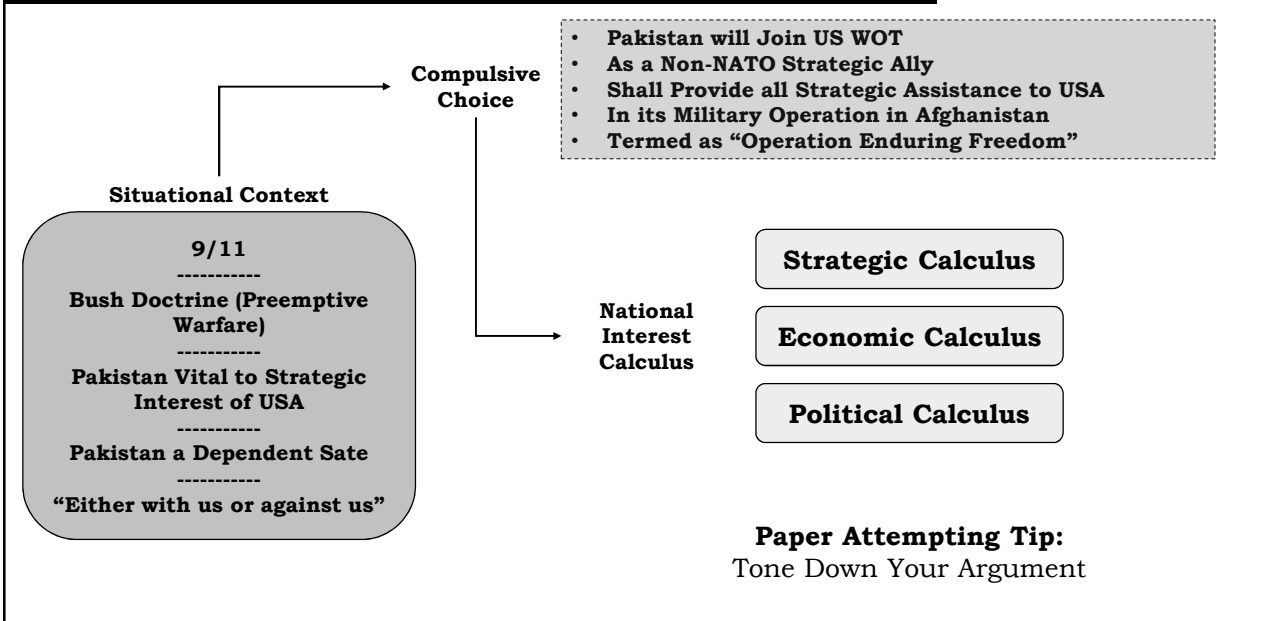 Compulsive
Choice
• Pakistan will Join US WOT
• As a Non-NATO Strategic Ally
• Shall Provide all Strategic Assistance to USA
• In its Military Operation in Afghanistan
• Termed as “Operation Enduring Freedom”
Situational Context
9/11
-----------
Bush Doctrine (Preemptive
Warfare)
-----------
Pakistan Vital to Strategic
Interest of USA
-----------
Pakistan a Dependent Sate
-----------
“Either with us or against us”
National
Interest
Calculus
Strategic Calculus
Economic Calculus
Political Calculus
Paper Attempting Tip:
Tone Down Your Argument